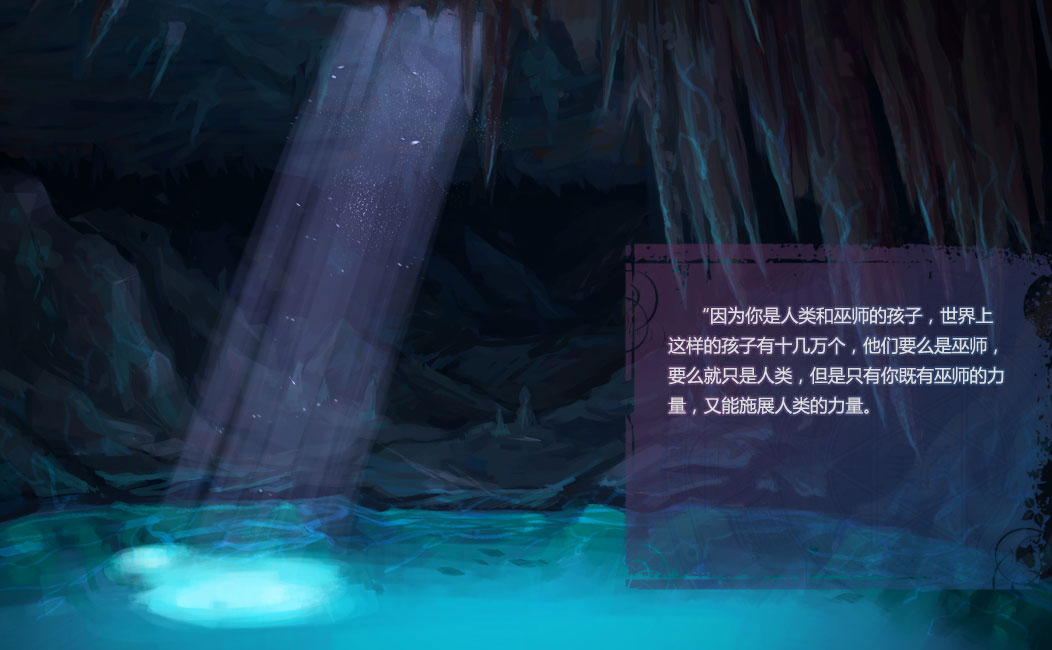 “因为你是人类和巫师的孩子，世界上
这样的孩子有十几万个，他们要么是巫师，
要么就只是人类，但是只有你既有巫师的力
量，又能施展人类的力量。